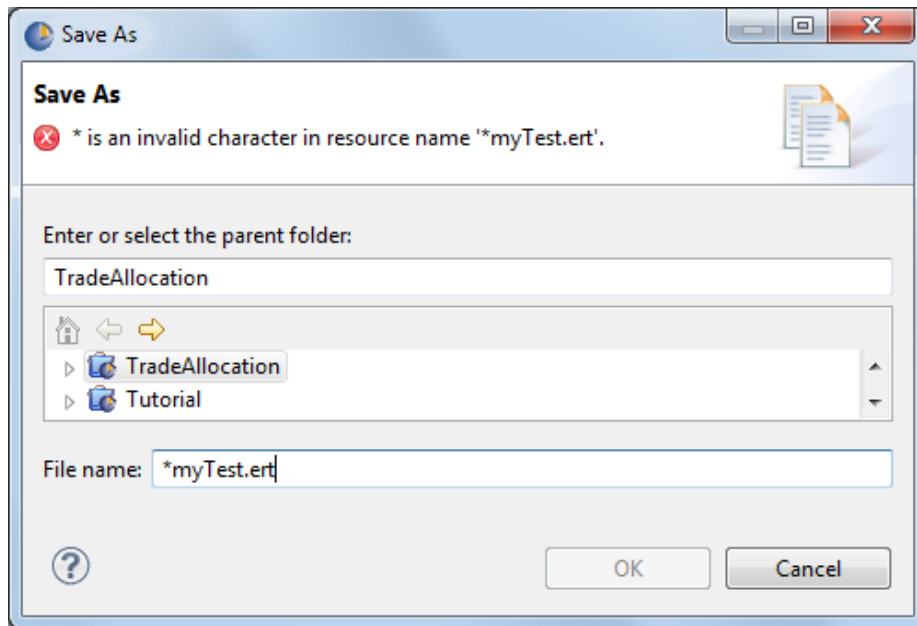 Save As
Save As
* is an invalid character in resource name '*myTest.ert'.
Enter or select the parent folder:
TradeAllocation
TradeAllocation
Tutorial
File name: *myTest.ert
OK Cancel